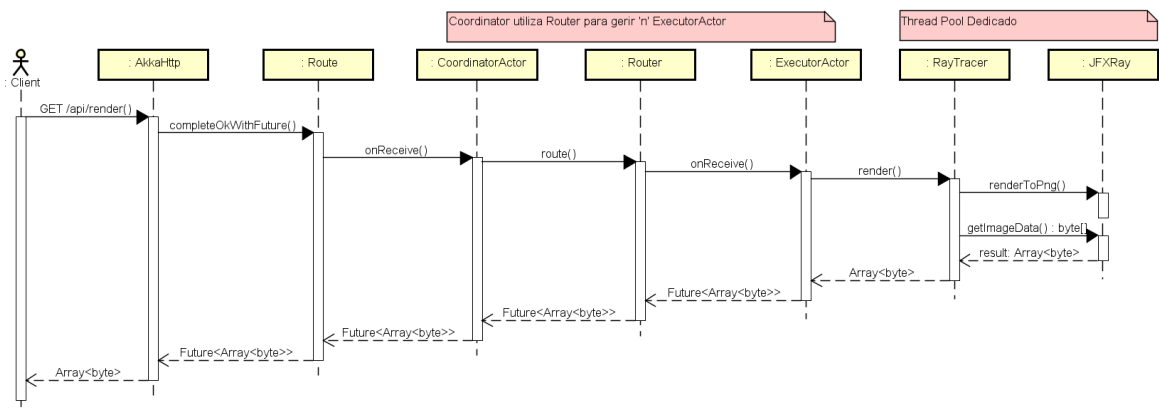 Coordinator utiliza Router para gerir 'n' ExecutorActor
Thread Pool Dedicado
: Client
: AkkaHttp
: Route
: CoordinatorActor
: Router
: ExecutorActor
: RayTracer
: JFXRay
GET /api/render()
completeOkWithFuture()
onReceive()
route()
onReceive()
render()
renderToPng()
getImageData() : byte[]
result: Array<byte>
Array<byte>
Future<Array<byte>>
Future<Array<byte>>
Future<Array<byte>>
Future<Array<byte>>
Array<byte>